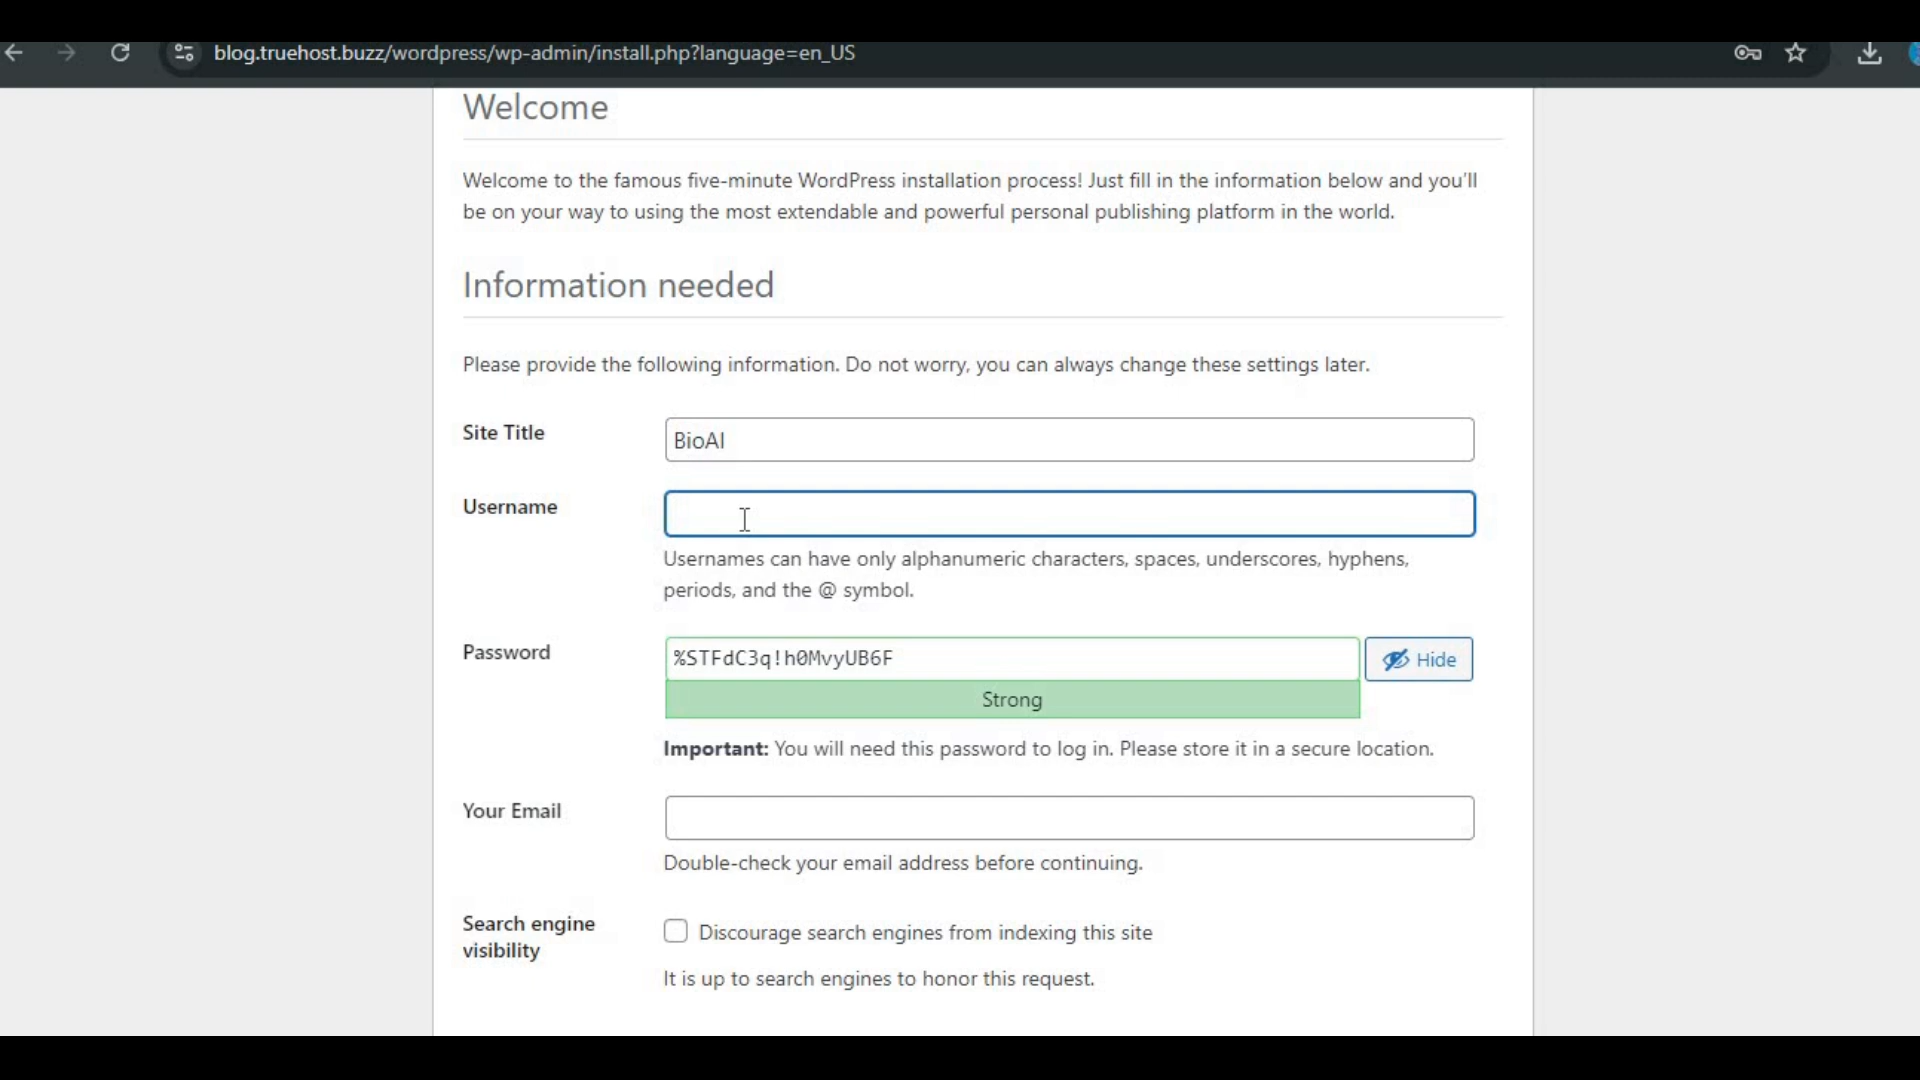 blog.truehost.buzz/wordpress/wp-admin/install.php?language=en_US
Welcome
Welcome to the famous five-minute WordPress installation process! Just fill in the information below and you'll
be on your way to using the most extendable and powerful personal publishing platform in the world.
Information needed
Please provide the following information. Do not worry, you can always change these settings later.
Site Title
BioAI
Username
Usernames can have only alphanumeric characters, spaces, underscores, hyphens,
periods, and the @ symbol.
Password
%STFdC3q!h0MvyUB6F
Hide
Strong
Important: You will need this password to log in. Please store it in a secure location.
Your Email
Double-check your email address before continuing.
Search engine
visibility
Discourage search engines from indexing this site
It is up to search engines to honor this request.